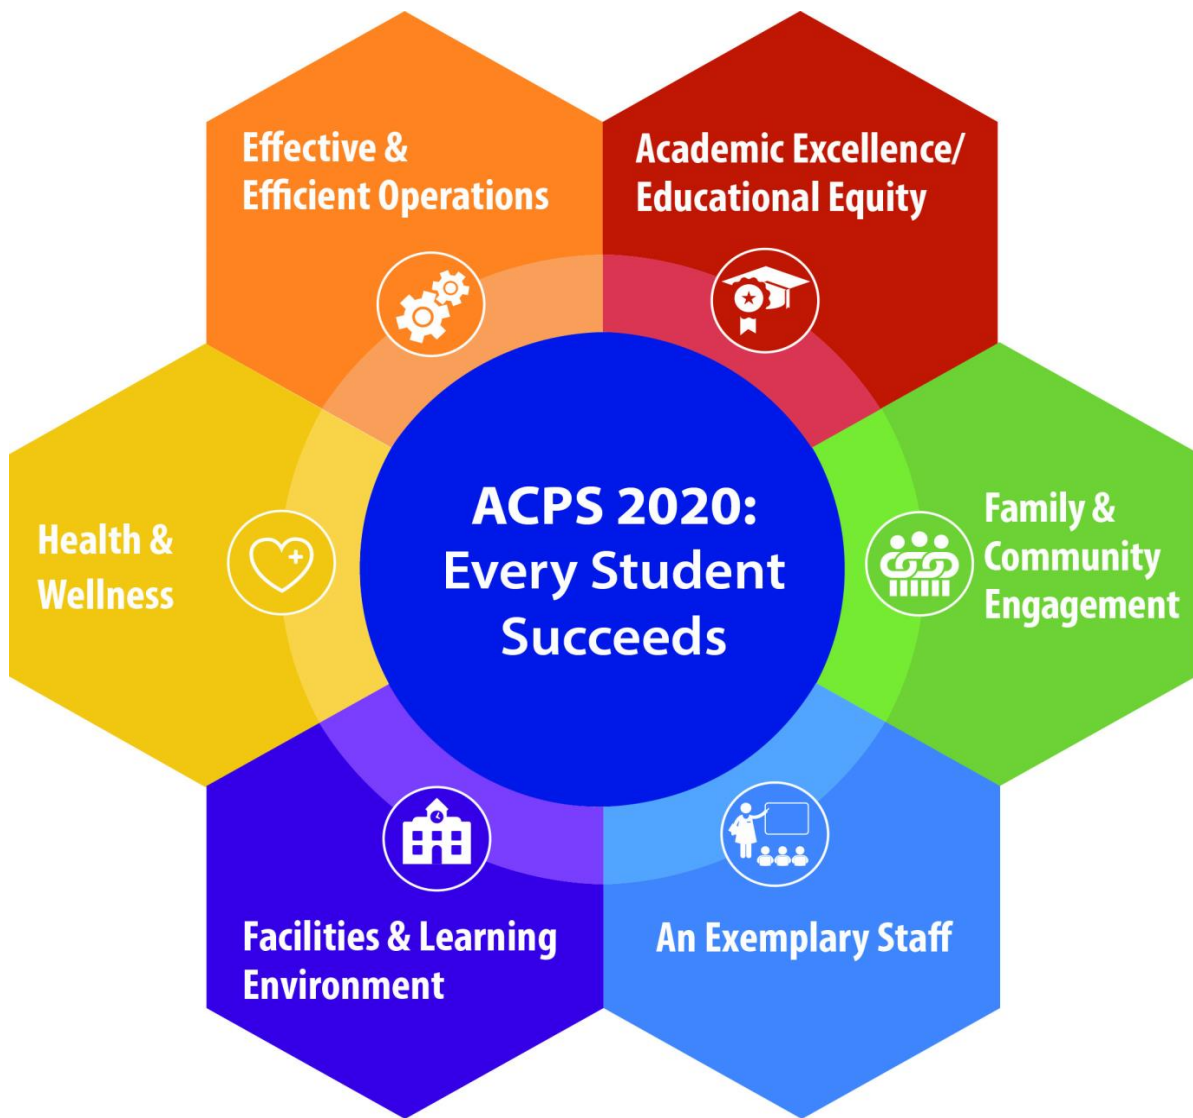 Effective &
Efficient Operations
Academic Excellence/
Educational Equity
Health &
Wellness
ACPS 2020:
Every Student
Succeeds
Family &
Community
Engagement
Facilities & Learning
Environment
An Exemplary Staff